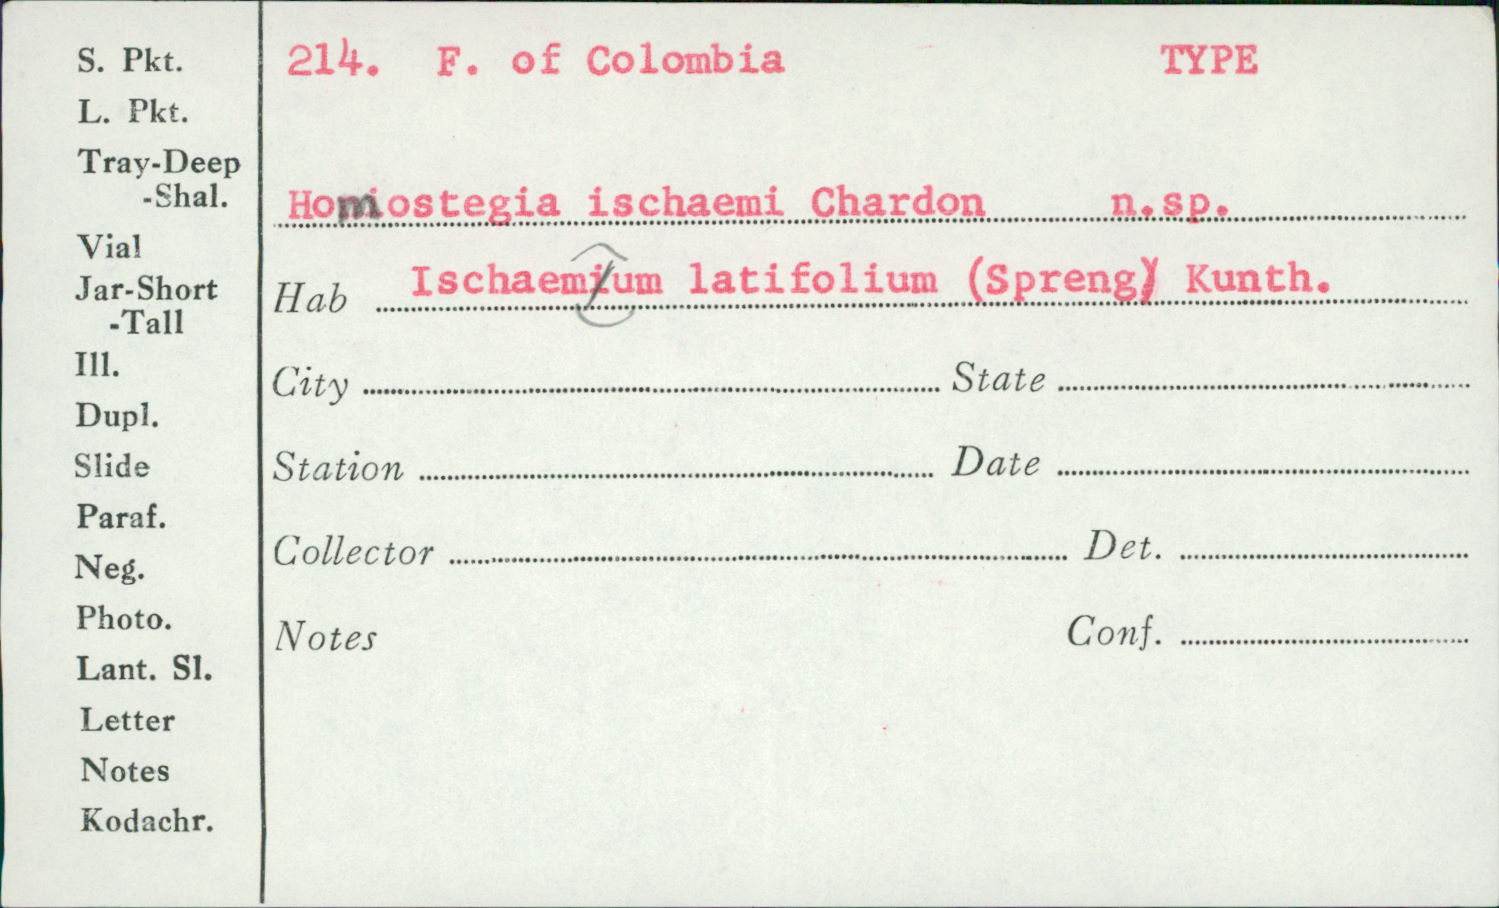 S. Pkt.
L. Pkt.
Tray-Deep
-Shal.
Vial
Jar-Short
-Tall
Ill.
Dupl.
Slide
Paraf.
Neg.
Photo.
Lant. Sl.
Letter
Notes
Kodachr.
214. F. of Colombia TYPE
Homostegia ischaemi Chardon n.sp.
Hab Ischaemum latifolium (Spreng) Kunth.
City State
Station Date
Collector Det.
Notes Conf.